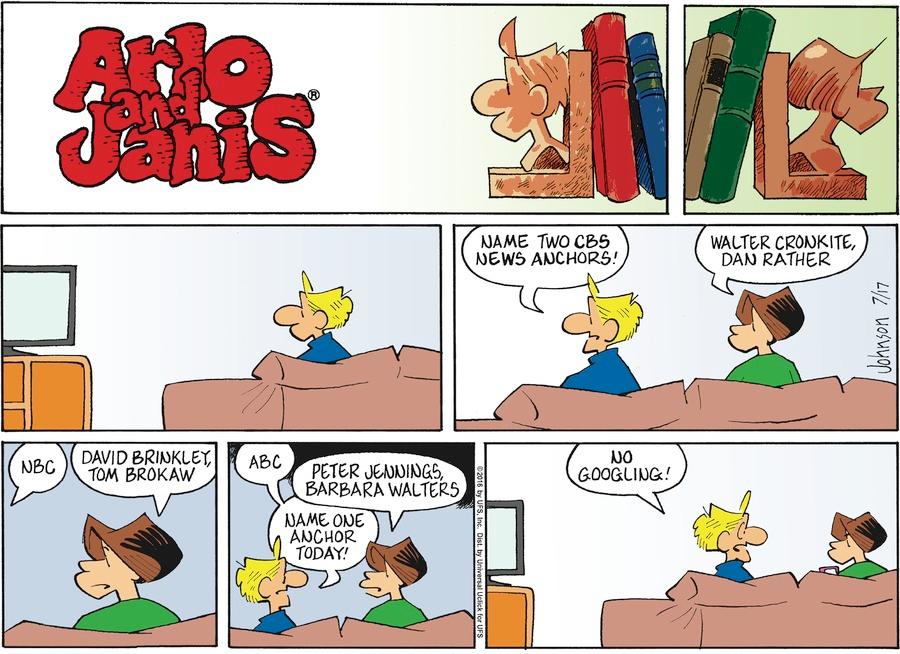 Arlo
and
Janis®
NAME TWO CBS
NEWS ANCHORS!
WALTER CRONKITE,
DAN RATHER
Johnson 7/17
NBC
DAVID BRINKLEY,
TOM BROKAW
ABC
PETER JENNINGS,
BARBARA WALTERS
NAME ONE
ANCHOR
TODAY!
©2016 by UFS, Inc. Dist. by Universal Uclick for UFS
NO
GOOGLING!